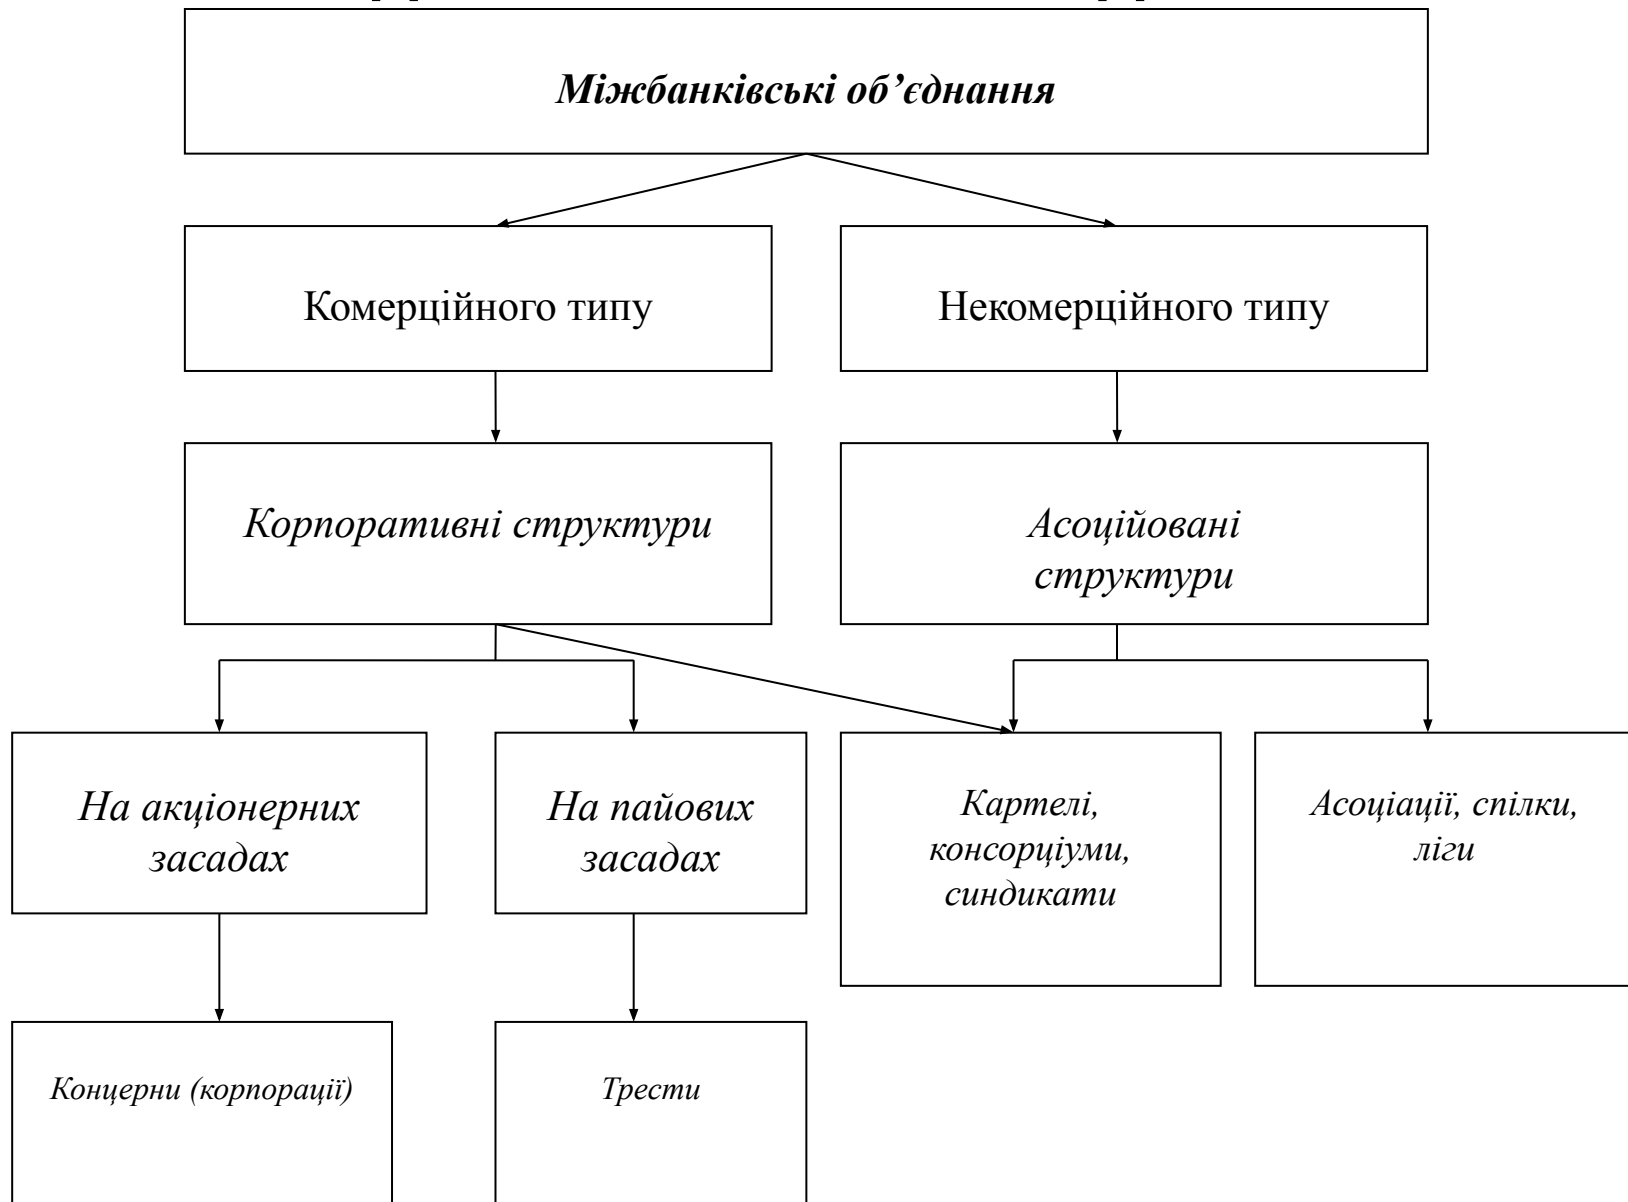 Міжбанківські об’єднання
Комерційного типу
Некомерційного типу
Корпоративні структури
Асоційовані
структури
На акціонерних
засадах
На пайових
засадах
Картелі,
консорціуми,
синдикати
Асоціації, спілки,
ліги
Концерни (корпорації)
Трести